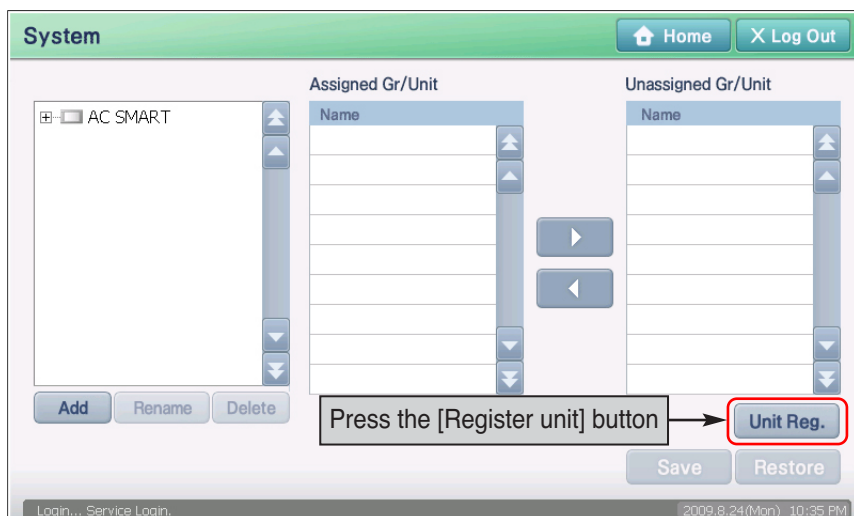 System
Home
X Log Out
Assigned Gr/Unit
Unassigned Gr/Unit
AC SMART
Name
Name
Add
Rename
Delete
Press the [Register unit] button
Unit Reg.
Save
Restore
Login... Service Login.
2009.8.24(Mon) 10:35 PM